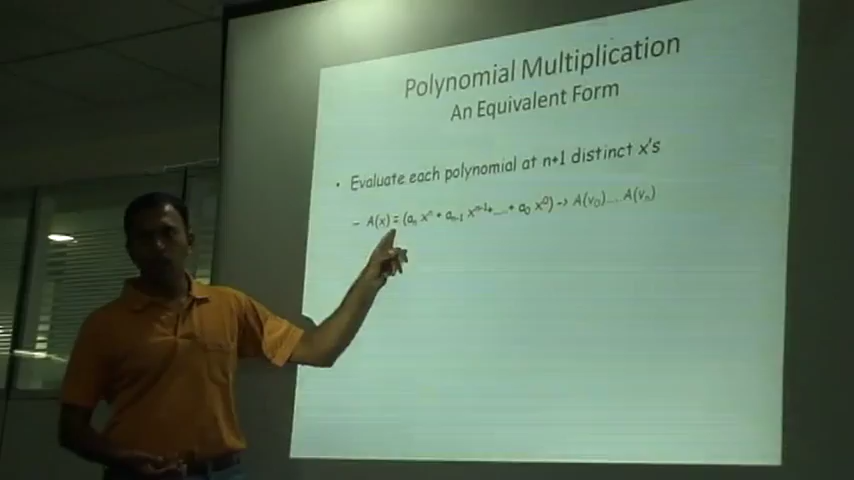 Polynomial Multiplication
An Equivalent Form
• Evaluate each polynomial at n+1 distinct x's
– A(x) = (aₙ xⁿ + aₙ₋₁ xⁿ⁻¹+....+ a₀ x⁰) -> A(v₀)....A(vₙ)